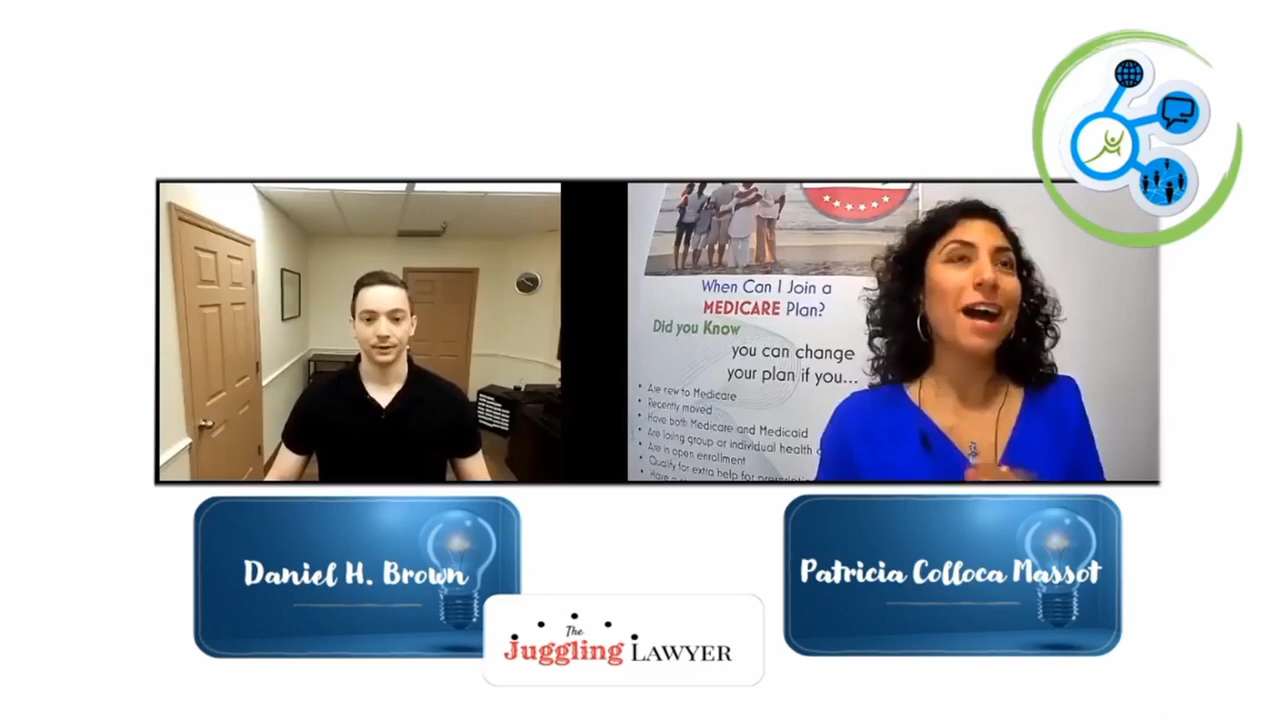 When Can I Join a
MEDICARE Plan?
Did you Know
you can change
your plan if you...
• Are new to Medicare
• Recently moved
• Have both Medicare and Medicaid
• Are losing group or individual health
• Are in open enrollment
• Qualify for extra help for
Daniel H. Brown
Patricia Colloca Massot
The
Juggling LAWYER